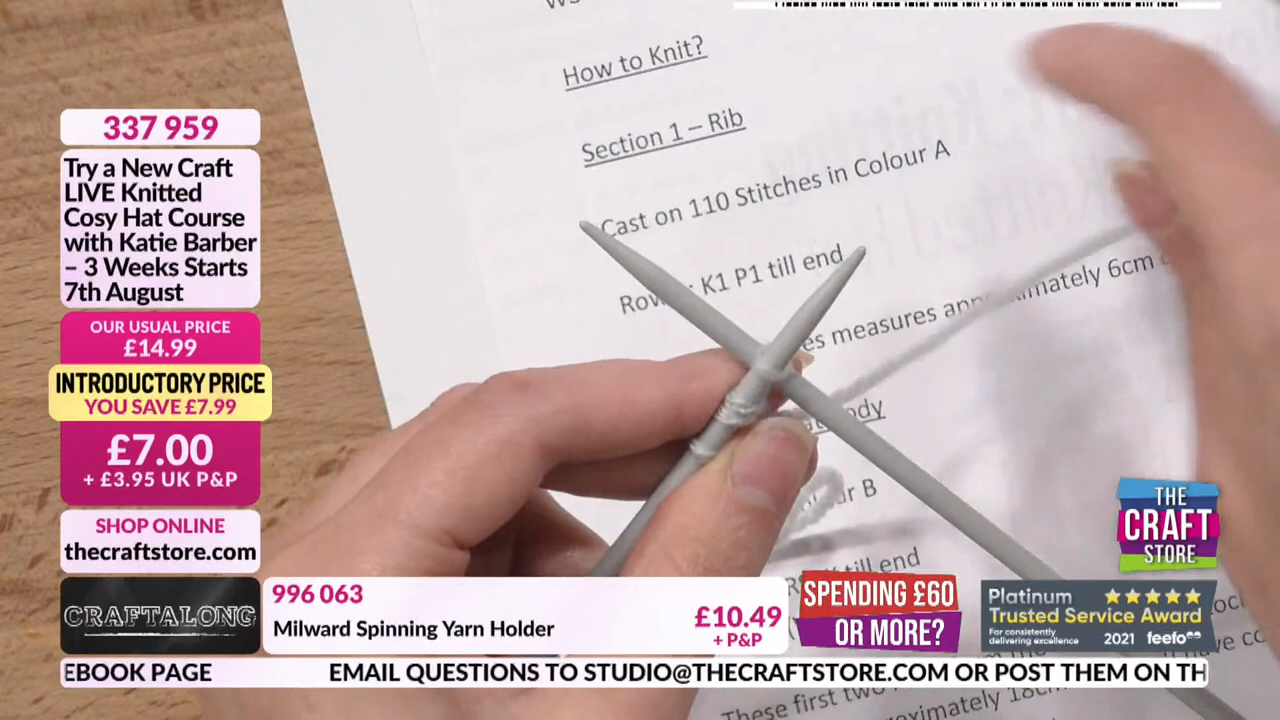 How to Knit?
Section 1 – Rib
Cast on 110 Stitches in Colour A
K1 P1 till end
measures approximately 6cm
B
till end
These first two
approximately 18cm
337 959
Try a New Craft
LIVE Knitted
Cosy Hat Course
with Katie Barber
– 3 Weeks Starts
7th August
OUR USUAL PRICE
£14.99
INTRODUCTORY PRICE
YOU SAVE £7.99
£7.00
+ £3.95 UK P&P
SHOP ONLINE
thecraftstore.com
THE
CRAFT
STORE
CRAFTALONG
996 063
Milward Spinning Yarn Holder
£10.49
+ P&P
SPENDING £60
OR MORE?
Platinum
Trusted Service Award
For consistently
delivering excellence
2021 feefo
EBOOK PAGE EMAIL QUESTIONS TO STUDIO@THECRAFTSTORE.COM OR POST THEM ON TH